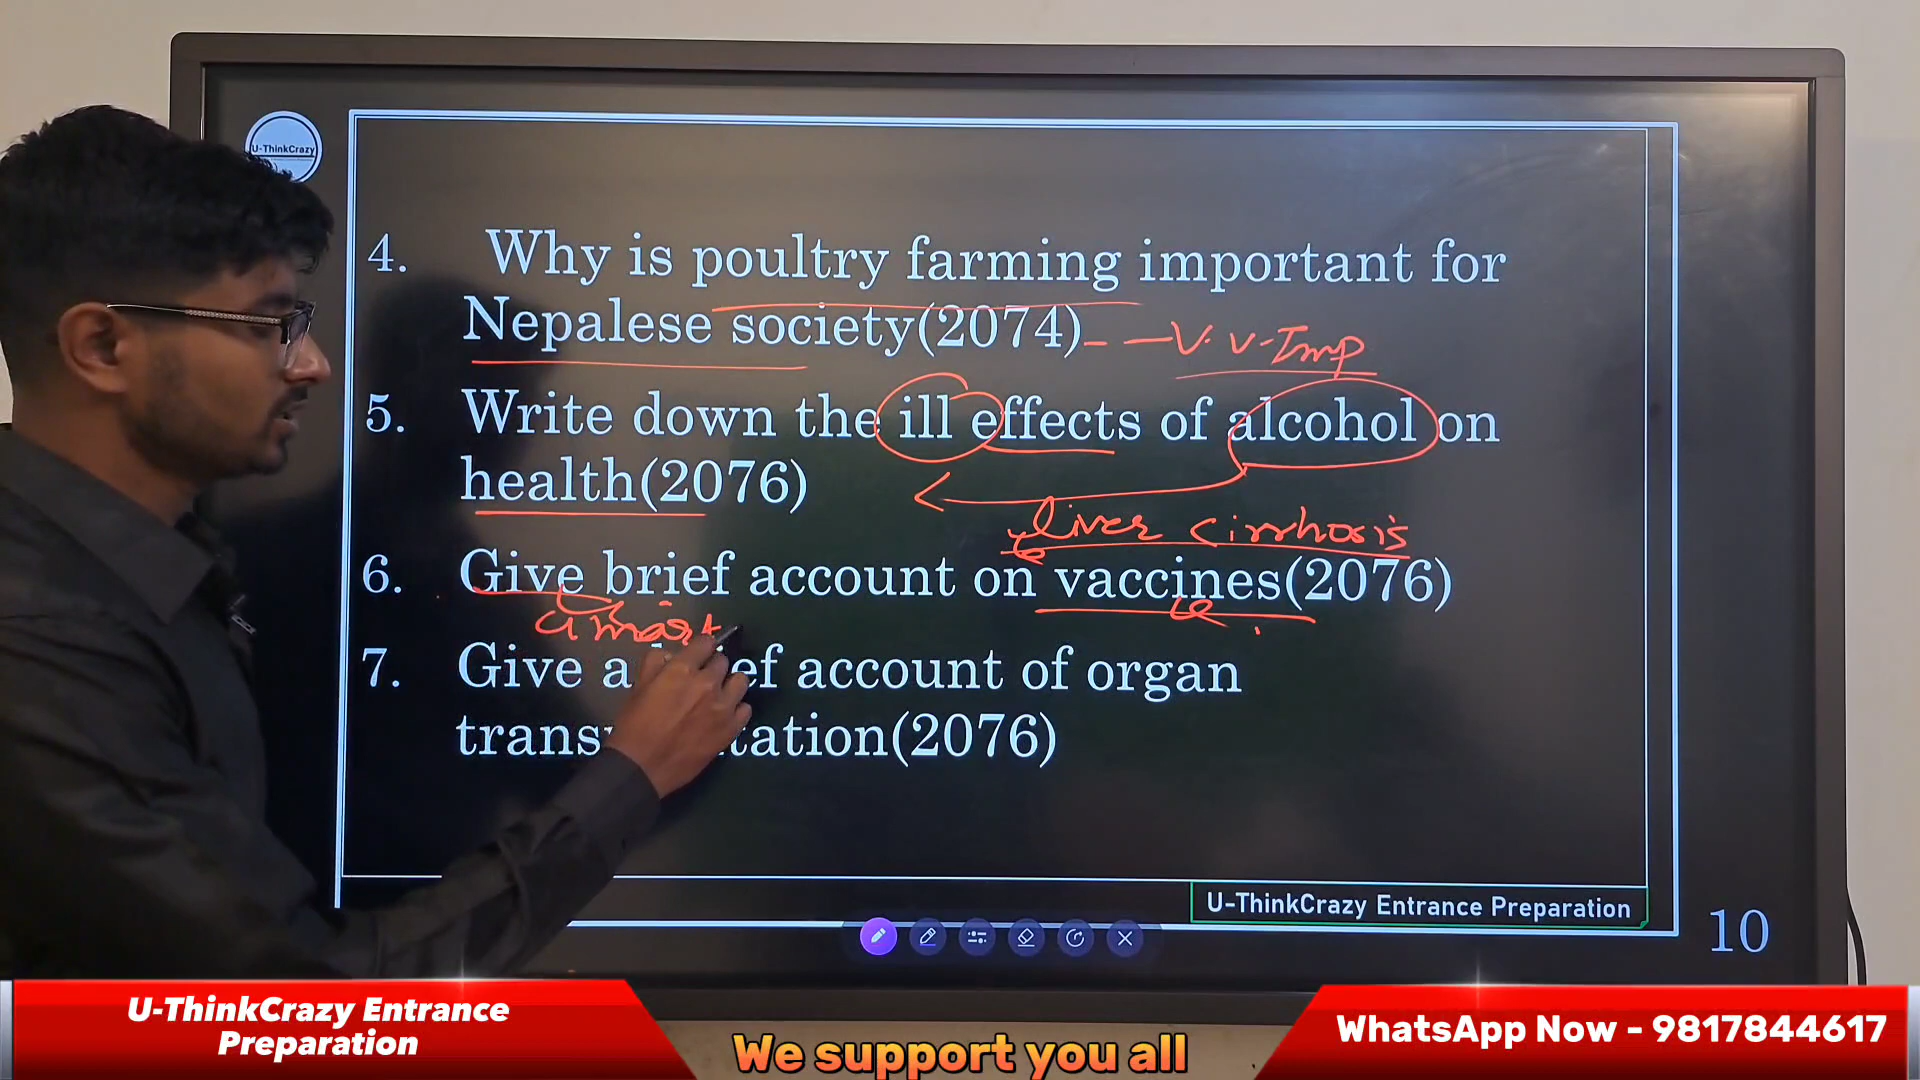 U-ThinkCrazy
4. Why is poultry farming important for
Nepalese society(2074) - — V.V-Imp
5. Write down the ill effects of alcohol on
health(2076)
liver cirrhosis
6. Give brief account on vaccines(2076)
7. Give a ef account of organ
trans tation(2076)
U-ThinkCrazy Entrance Preparation
10
U-ThinkCrazy Entrance
Preparation
We support you all
WhatsApp Now - 9817844617